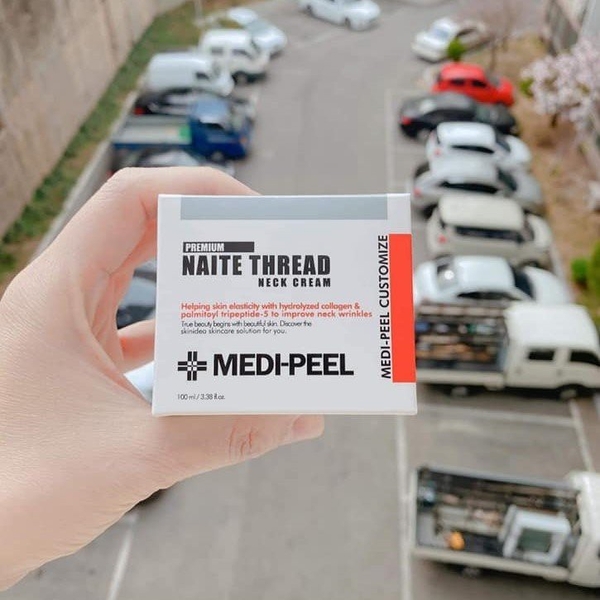 PREMIUM
NAITE THREAD
NECK CREAM
Helping skin elasticity with hydrolyzed collagen &
palmitoyl tripeptide-5 to improve neck wrinkles
True beauty begins with beautiful skin. Discover the
skinidea skincare solution for you.
MEDI-PEEL
100 ml / 3.38 fl.oz.
MEDI-PEEL CUSTOMIZE